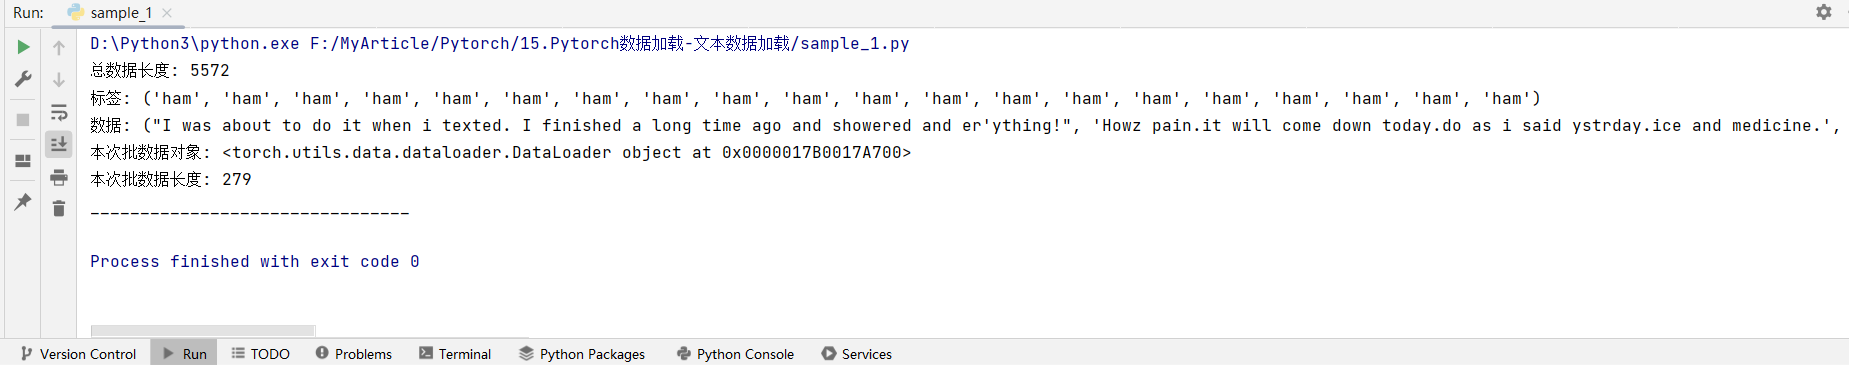 Run: sample_1
D:\Python3\python.exe F:/MyArticle/Pytorch/15.Pytorch数据加载-文本数据加载/sample_1.py
总数据长度: 5572
标签: ('ham', 'ham', 'ham', 'ham', 'ham', 'ham', 'ham', 'ham', 'ham', 'ham', 'ham', 'ham', 'ham', 'ham', 'ham', 'ham', 'ham', 'ham', 'ham', 'ham')
数据: ("I was about to do it when i texted. I finished a long time ago and showered and er'ything!", 'Howz pain.it will come down today.do as i said ystrday.ice and medicine.',
本次批数据对象: <torch.utils.data.dataloader.DataLoader object at 0x0000017B0017A700>
本次批数据长度: 279
--------------------------------
Process finished with exit code 0
Version Control Run TODO Problems Terminal Python Packages Python Console Services